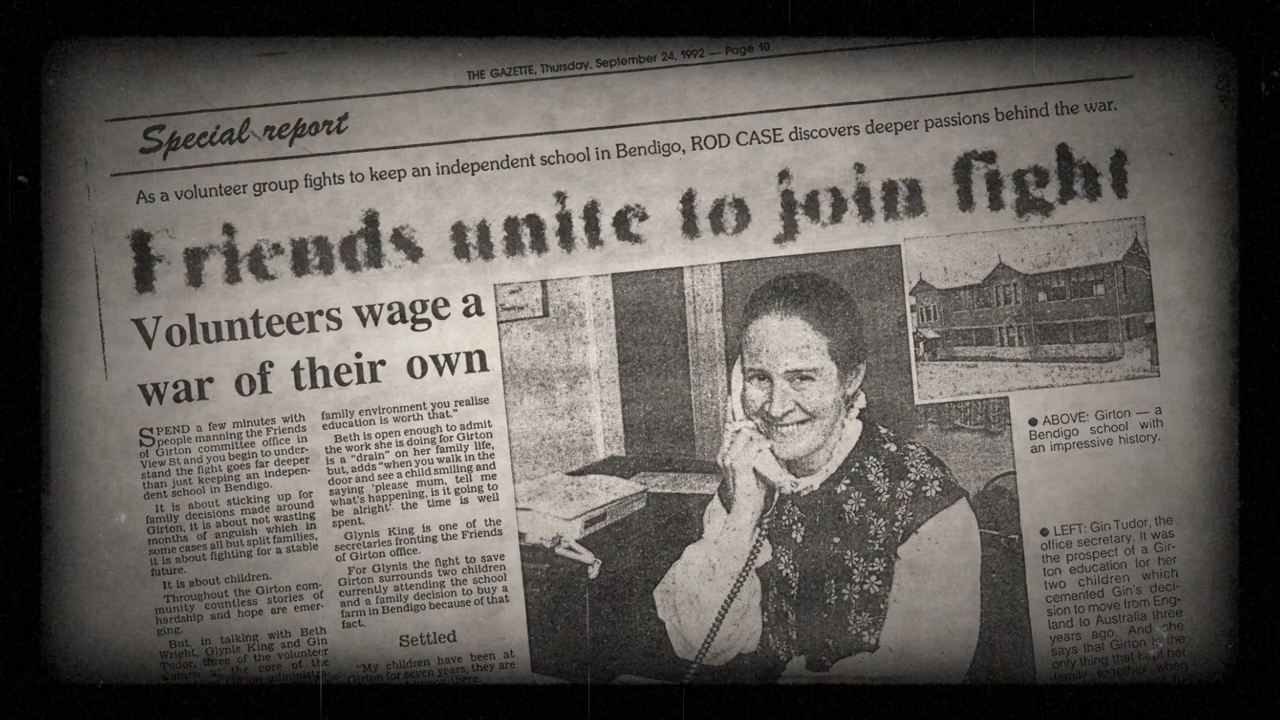 THE GAZETTE, Thursday, September 24, 1992 — Page 10
Special report
As a volunteer group fights to keep an independent school in Bendigo, ROD CASE discovers deeper passions behind the war.
Friends unite to join fight
Volunteers wage a
war of their own
SPEND a few minutes with
people manning the Friends
of Girton committee office in
View St and you begin to under-
stand the fight goes far deeper
than just keeping an indepen-
dent school in Bendigo.
It is about sticking up for
family decisions made around
Girton, it is about not wasting
months of anguish which in
some cases all but split families,
it is about fighting for a stable
future.
It is about children.
Throughout the Girton com-
munity countless stories of
hardship and hope are emer-
ging.
But, in talking with Beth
Wright, Glynis King and Gin
Tudor, three of the volunteer
women at the core of the
Girton administra-
family environment you realise
education is worth that."
Beth is open enough to admit
the work she is doing for Girton
is a "drain" on her family life,
but, adds "when you walk in the
door and see a child smiling and
saying 'please mum, tell me
what's happening, is it going to
be alright' the time is well
spent.
Glynis King is one of the
secretaries fronting the Friends
of Girton office.
For Glynis the fight to save
Girton surrounds two children
currently attending the school
and a family decision to buy a
farm in Bendigo because of that
fact.
Settled
"My children have been at
Girton for seven years, they are
there.
● ABOVE: Girton — a
Bendigo school with
an impressive history.
● LEFT: Gin Tudor, the
office secretary. It was
the prospect of a Gir-
ton education for her
two children which
cemented Gin's deci-
sion to move from Eng-
land to Australia three
years ago. And she
says that Girton is the
only thing that kept her
family together when